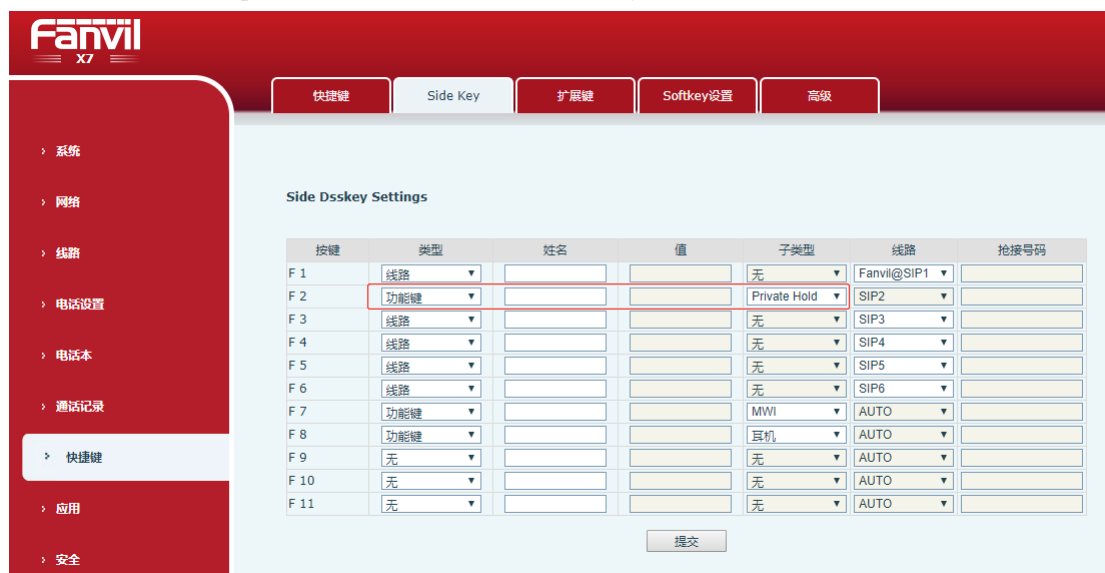 Fanvil
X7
快捷键 Side Key 扩展键 Softkey设置 高级
› 系统
› 网络
› 线路
› 电话设置
› 电话本
› 通话记录
› 快捷键
› 应用
› 安全
Side Dsskey Settings
按键 类型 姓名 值 子类型 线路 抢接号码
F 1 线路 无 Fanvil@SIP1
F 2 功能键 Private Hold SIP2
F 3 线路 无 SIP3
F 4 线路 无 SIP4
F 5 线路 无 SIP5
F 6 线路 无 SIP6
F 7 功能键 MWI AUTO
F 8 功能键 耳机 AUTO
F 9 无 无 AUTO
F 10 无 无 AUTO
F 11 无 无 AUTO
提交